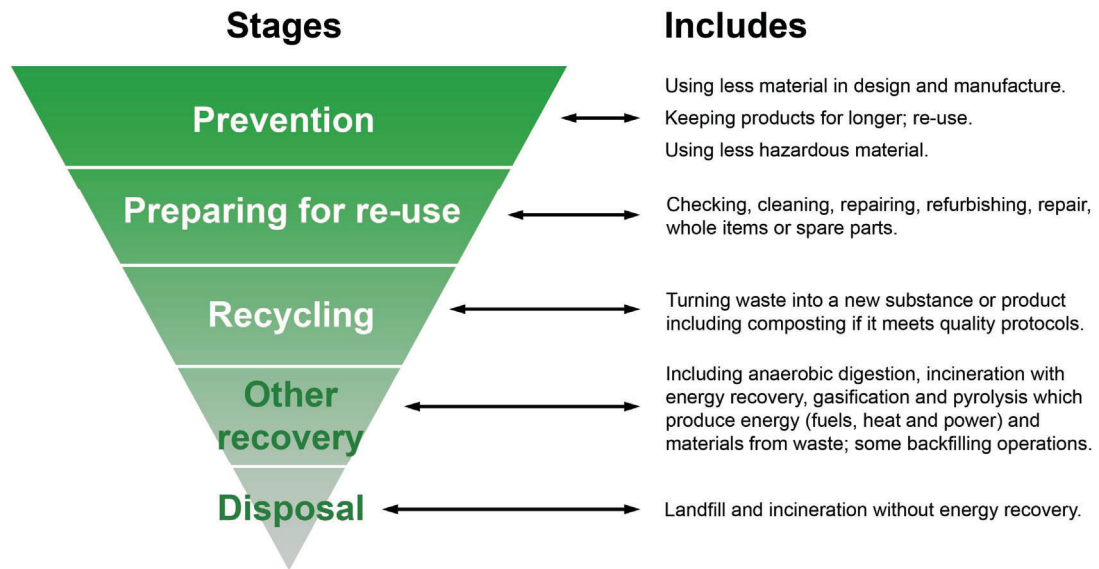 Stages
Includes
Prevention
Using less material in design and manufacture.
Keeping products for longer; re-use.
Using less hazardous material.
Preparing for re-use
Checking, cleaning, repairing, refurbishing, repair,
whole items or spare parts.
Recycling
Turning waste into a new substance or product
including composting if it meets quality protocols.
Other
recovery
Including anaerobic digestion, incineration with
energy recovery, gasification and pyrolysis which
produce energy (fuels, heat and power) and
materials from waste; some backfilling operations.
Disposal
Landfill and incineration without energy recovery.